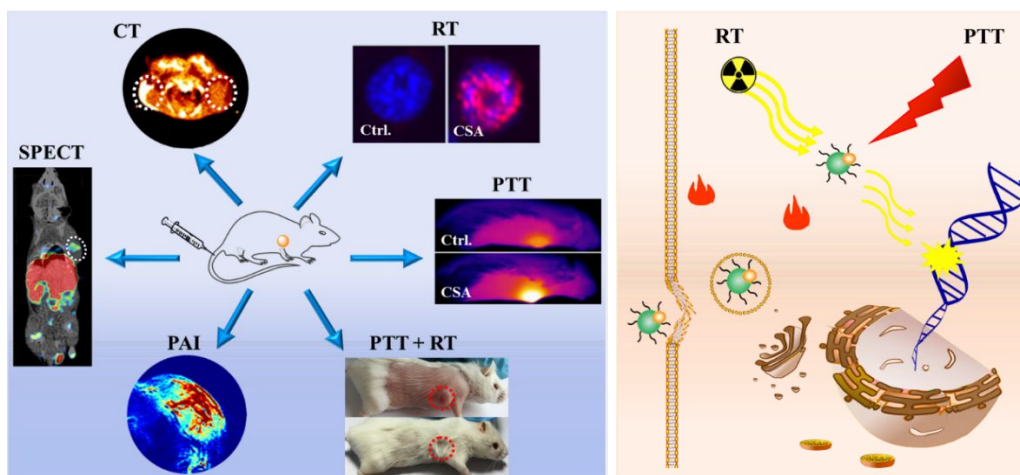 CT
RT
Ctrl.
CSA
SPECT
PTT
Ctrl.
CSA
PAI
PTT + RT
RT
PTT